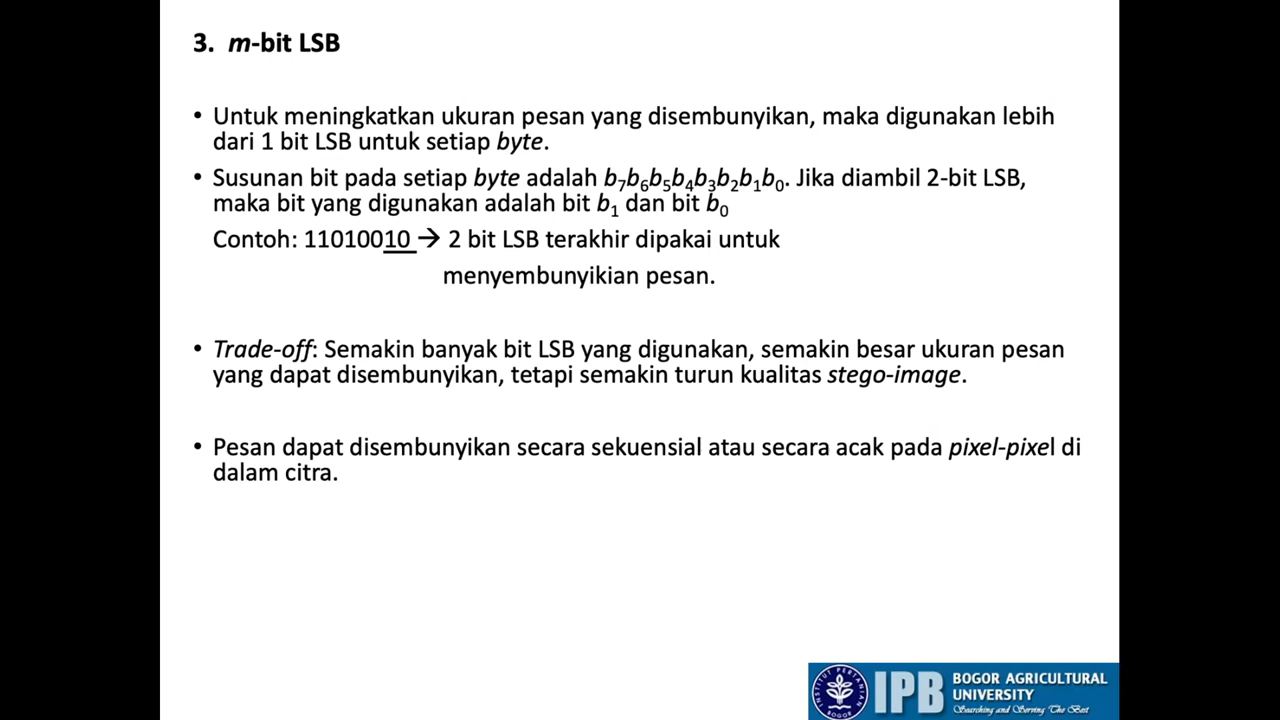 3. m-bit LSB
• Untuk meningkatkan ukuran pesan yang disembunyikan, maka digunakan lebih
dari 1 bit LSB untuk setiap byte.
• Susunan bit pada setiap byte adalah b₇b₆b₅b₄b₃b₂b₁b₀. Jika diambil 2-bit LSB,
maka bit yang digunakan adalah bit b₁ dan bit b₀
Contoh: 11010010 → 2 bit LSB terakhir dipakai untuk
menyembunyikian pesan.
• Trade-off: Semakin banyak bit LSB yang digunakan, semakin besar ukuran pesan
yang dapat disembunyikan, tetapi semakin turun kualitas stego-image.
• Pesan dapat disembunyikan secara sekuensial atau secara acak pada pixel-pixel di
dalam citra.
INSTITUT PERTANIAN
BOGOR
IPB
BOGOR AGRICULTURAL
UNIVERSITY
Searching and Serving The Best